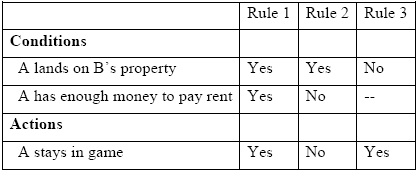 Rule 1 Rule 2 Rule 3
Conditions
A lands on B's property Yes Yes No
A has enough money to pay rent Yes No --
Actions
A stays in game Yes No Yes